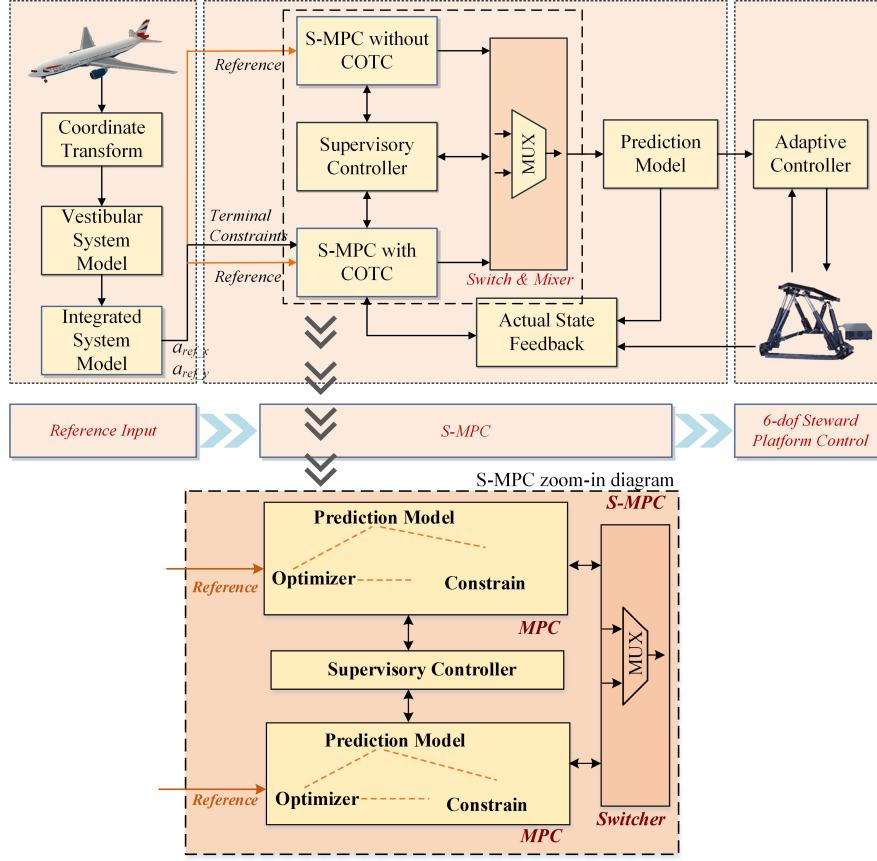 S-MPC without
COTC
Reference
Coordinate
Transform
Supervisory
Controller
MUX
Prediction
Model
Adaptive
Controller
Vestibular
System
Model
Terminal
Constraints
S-MPC with
COTC
Reference
Switch & Mixer
Integrated
System
Model
a_ref_x
a_ref_y
Actual State
Feedback
Reference Input
S-MPC
6-dof Steward
Platform Control
S-MPC zoom-in diagram
S-MPC
Prediction Model
Reference
Optimizer
Constrain
MPC
MUX
Supervisory Controller
Prediction Model
Reference
Optimizer
Constrain
MPC
Switcher